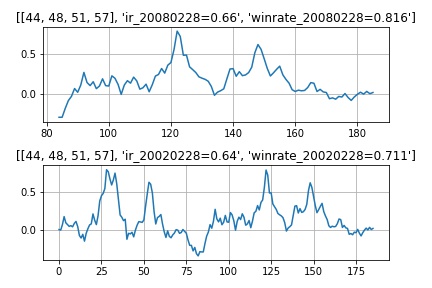 [[44, 48, 51, 57], 'ir_20080228=0.66', 'winrate_20080228=0.816']
0.5
0.0
80 100 120 140 160 180
[[44, 48, 51, 57], 'ir_20020228=0.64', 'winrate_20020228=0.711']
0.5
0.0
0 25 50 75 100 125 150 175